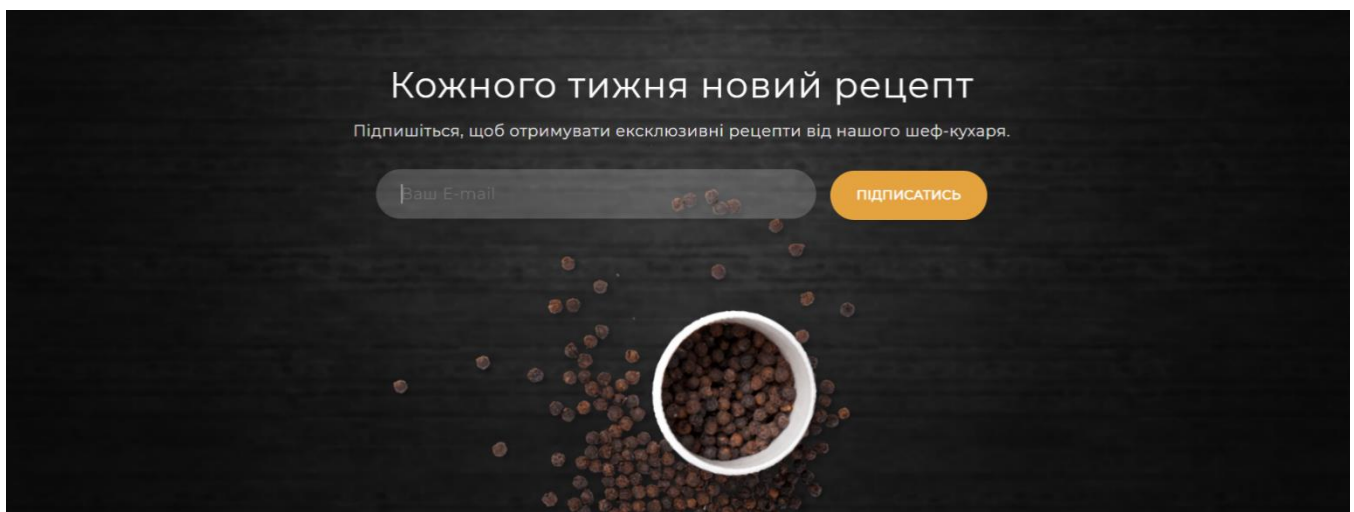 Кожного тижня новий рецепт
Підпишіться, щоб отримувати ексклюзивні рецепти від нашого шеф-кухаря.
Ваш E-mail
ПІДПИСАТИСЬ